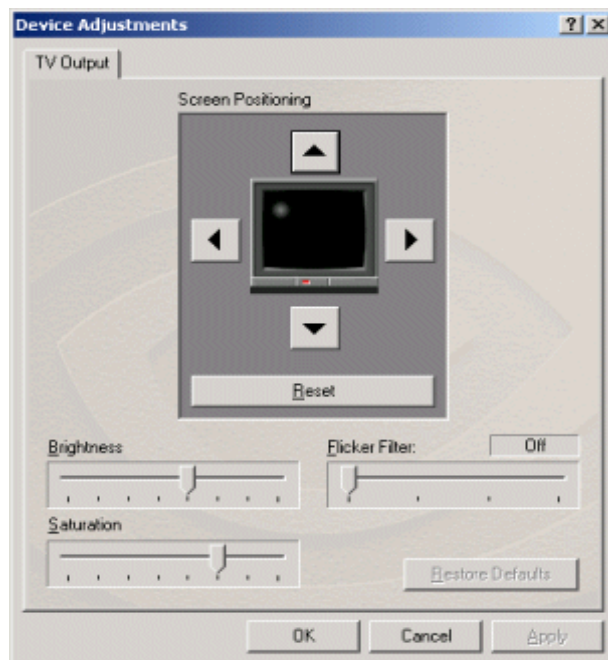 Device Adjustments
TV Output
Screen Positioning
Reset
Brightness
Flicker Filter: Off
Saturation
Restore Defaults
OK Cancel Apply